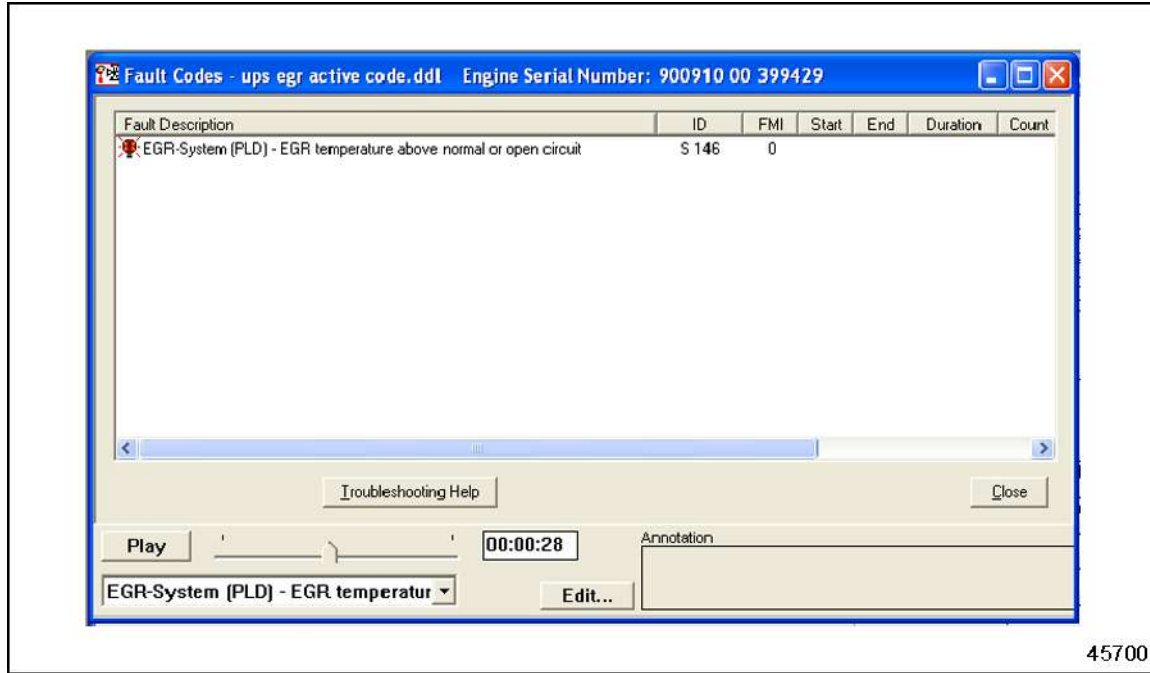 Fault Codes - ups egr active code.ddl Engine Serial Number: 900910 00 399429
Fault Description ID FMI Start End Duration Count
EGR-System (PLD) - EGR temperature above normal or open circuit S 146 0
Troubleshooting Help Close
Play 00:00:28 Annotation
EGR-System (PLD) - EGR temperatur Edit...
45700